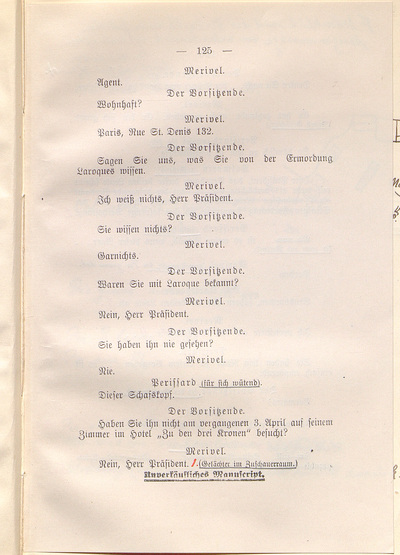 — 125 —
Merivel.
Agent.
Der Vorsitzende.
Wohnhaft?
Merivel.
Paris, Rue St. Denis 132.
Der Vorsitzende.
Sagen Sie uns, was Sie von der Ermordung
Laroques wissen.
Merivel.
Ich weiß nichts, Herr Präsident.
Der Vorsitzende.
Sie wissen nichts?
Merivel.
Garnichts.
Der Vorsitzende.
Waren Sie mit Laroque bekannt?
Merivel.
Nein, Herr Präsident.
Der Vorsitzende.
Sie haben ihn nie gesehen?
Merivel.
Nie.
Perissard (für sich wütend).
Dieser Schafskopf.
Der Vorsitzende.
Haben Sie ihn nicht am vergangenen 3. April auf seinem
Zimmer im Hotel „Zu den drei Kronen" besucht?
Merivel.
Nein, Herr Präsident. (Gelächter im Zuschauerraum.)
Unverkäufliches Manuscript.